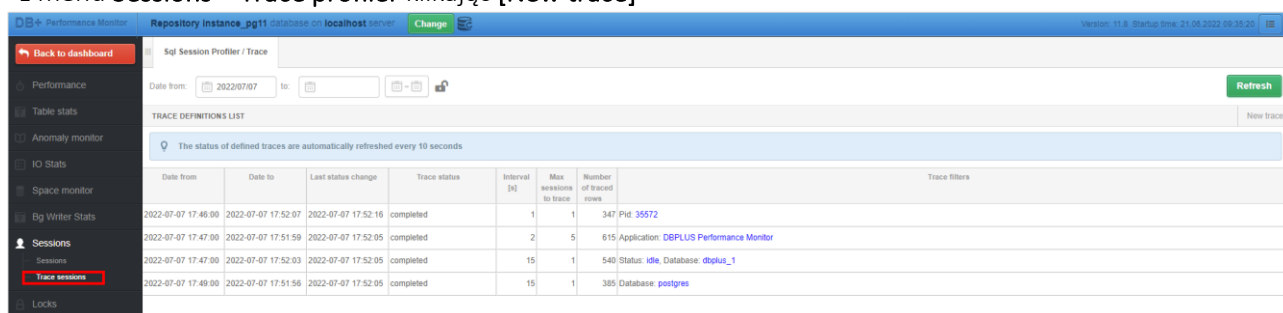 z menu Sessions – Trace profiler klikając [New trace]
DB+ Performance Monitor Repository Instance_pg11 database on localhost server Change Version: 11.8 Startup time: 21.06.2022 09:35:20
Back to dashboard
Sql Session Profiler / Trace
Performance
Date from: 2022/07/07 to: Refresh
Table stats
TRACE DEFINITIONS LIST New trace
Anomaly monitor
The status of defined traces are automatically refreshed every 10 seconds
IO Stats
Space monitor
Bg Writer Stats
Sessions
Sessions
Trace sessions
Locks
Date from Date to Last status change Trace status Interval [s] Max sessions to trace Number of traced rows Trace filters
2022-07-07 17:46:00 2022-07-07 17:52:07 2022-07-07 17:52:16 completed 1 1 347 Pid: 35572
2022-07-07 17:47:00 2022-07-07 17:51:59 2022-07-07 17:52:05 completed 2 5 615 Application: DBPLUS Performance Monitor
2022-07-07 17:47:00 2022-07-07 17:52:03 2022-07-07 17:52:05 completed 15 1 540 Status: idle, Database: dbplus_1
2022-07-07 17:49:00 2022-07-07 17:51:56 2022-07-07 17:52:05 completed 15 1 385 Database: postgres